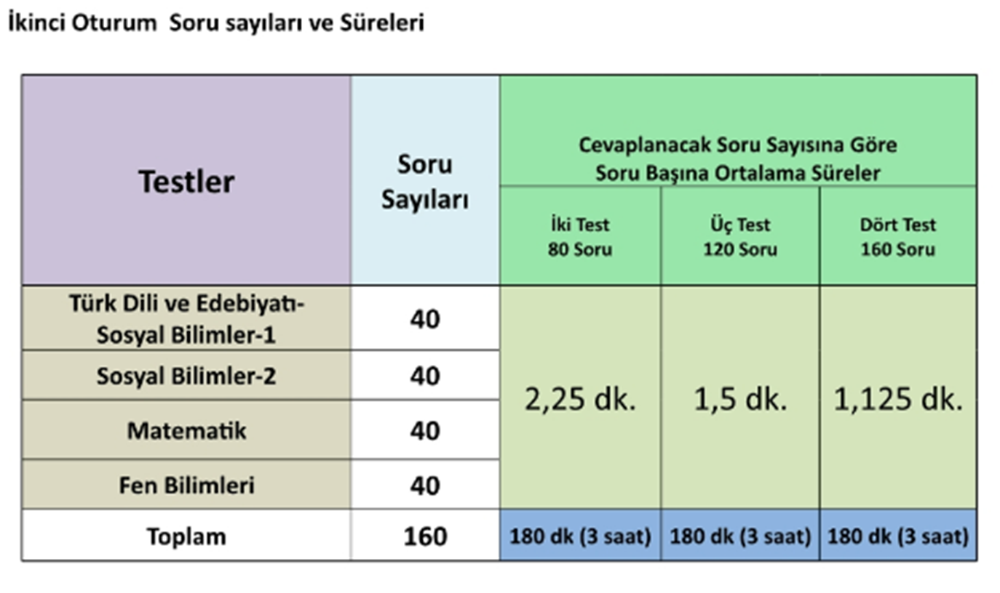 İkinci Oturum Soru sayıları ve Süreleri
Testler
Soru
Sayıları
Cevaplanacak Soru Sayısına Göre
Soru Başına Ortalama Süreler
İki Test
80 Soru
Üç Test
120 Soru
Dört Test
160 Soru
Türk Dili ve Edebiyatı-
Sosyal Bilimler-1
40
Sosyal Bilimler-2
40
Matematik
40
Fen Bilimleri
40
2,25 dk.
1,5 dk.
1,125 dk.
Toplam
160
180 dk (3 saat)
180 dk (3 saat)
180 dk (3 saat)